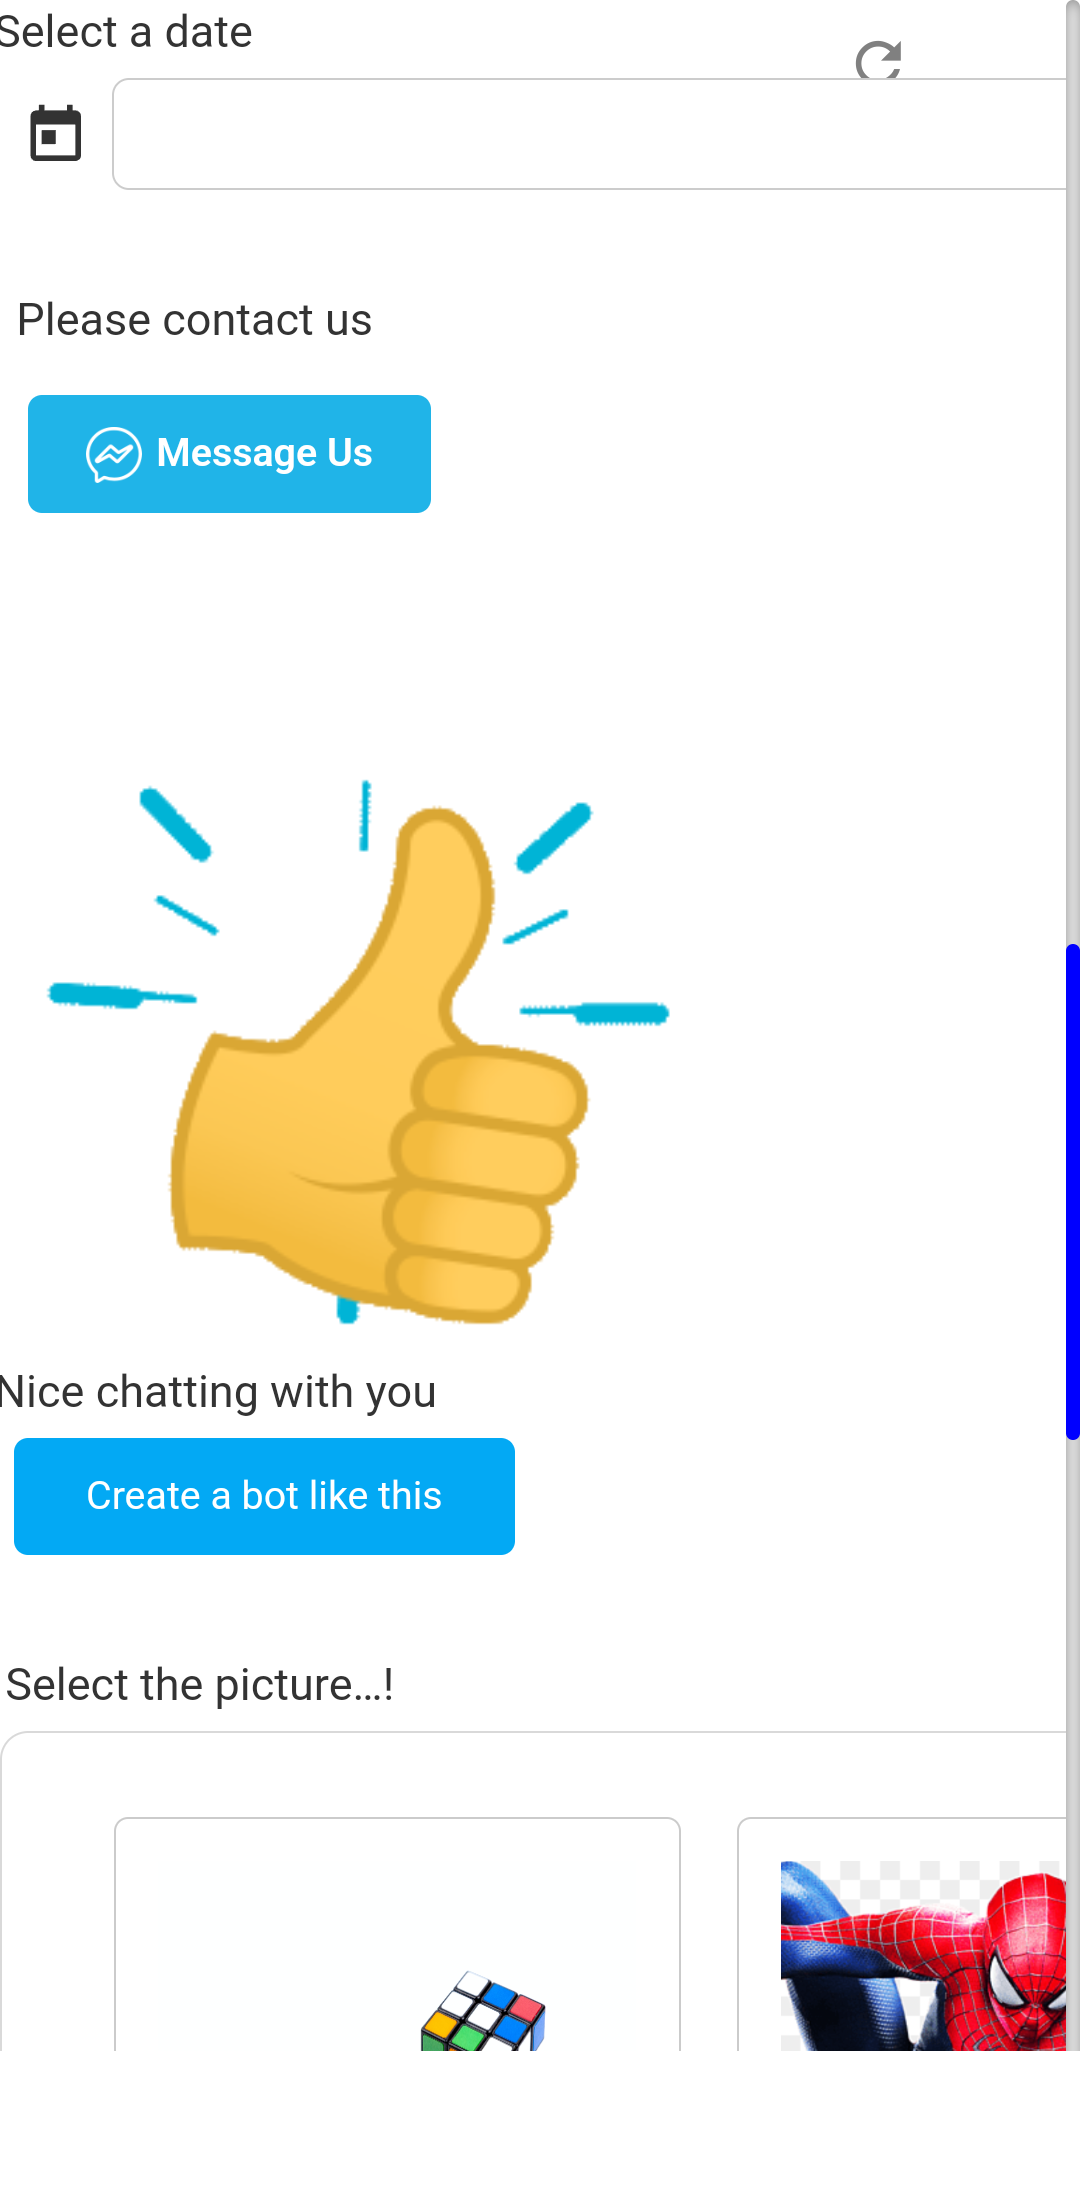 Select a date
Please contact us
Message Us
Nice chatting with you
Create a bot like this
Select the picture...!